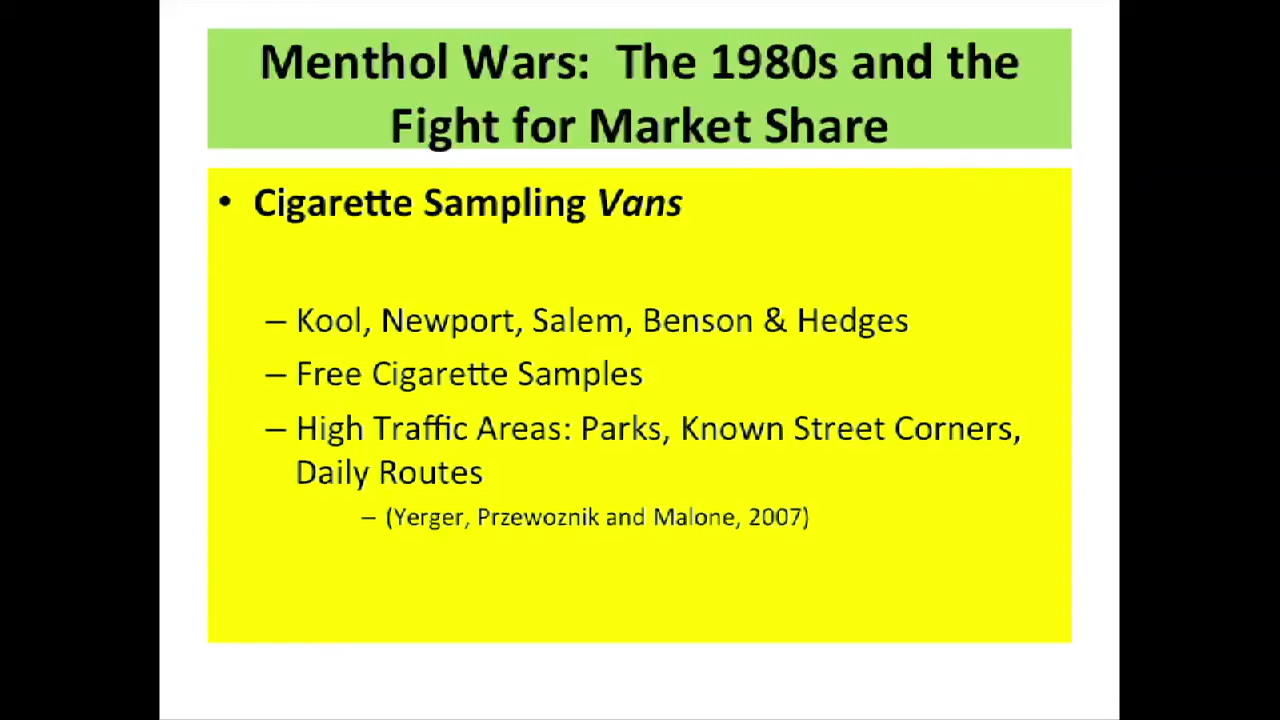 Menthol Wars: The 1980s and the
Fight for Market Share
• Cigarette Sampling Vans
– Kool, Newport, Salem, Benson & Hedges
– Free Cigarette Samples
– High Traffic Areas: Parks, Known Street Corners,
Daily Routes
– (Yerger, Przewoznik and Malone, 2007)